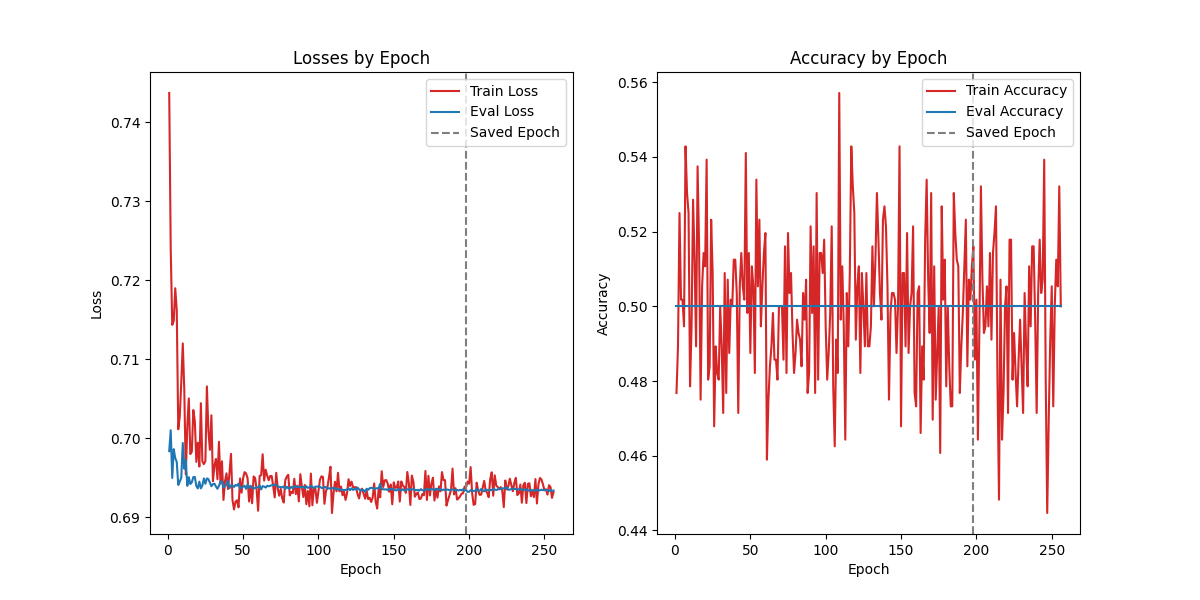 Losses by Epoch
Train Loss
Eval Loss
Saved Epoch
Loss
0.74
0.73
0.72
0.71
0.70
0.69
0
50
100
150
200
250
Epoch
Accuracy by Epoch
Train Accuracy
Eval Accuracy
Saved Epoch
Accuracy
0.56
0.54
0.52
0.50
0.48
0.46
0.44
0
50
100
150
200
250
Epoch